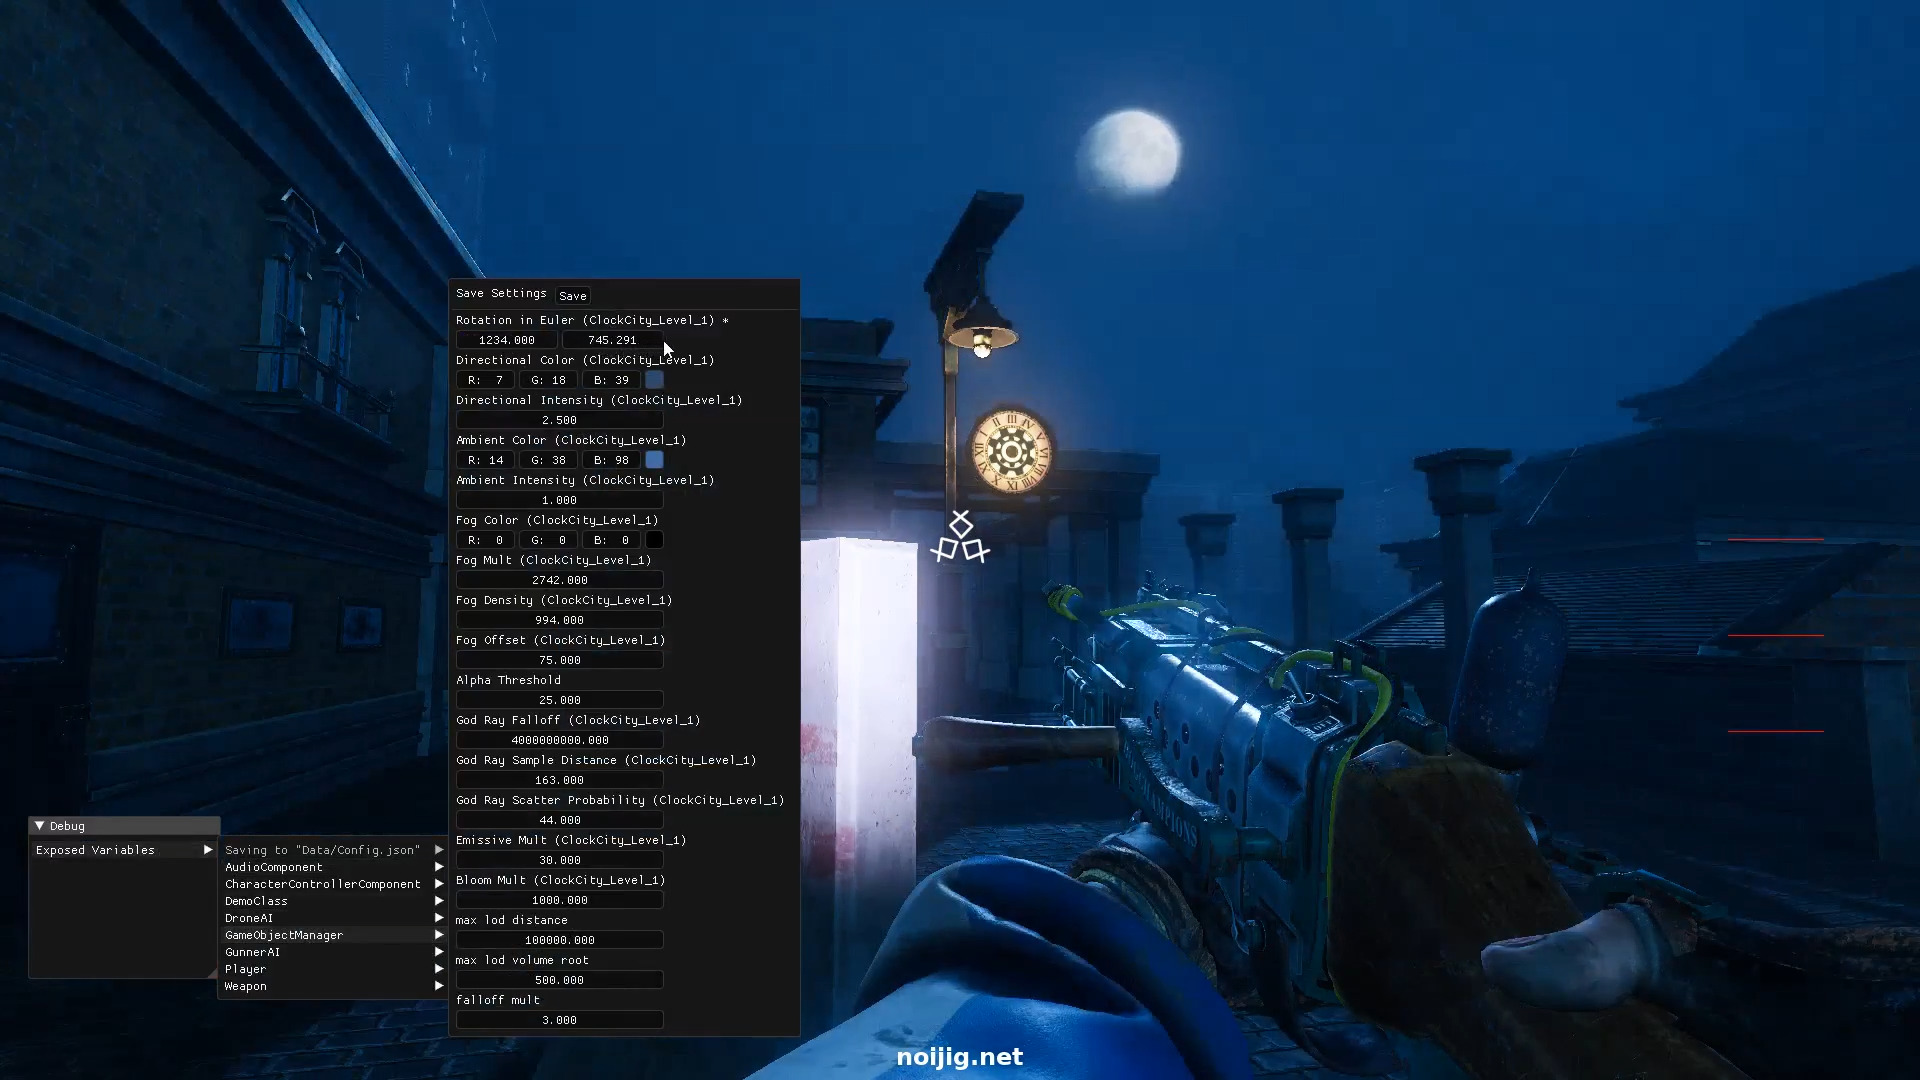 Save Settings Save
Rotation in Euler (ClockCity_Level_1) *
1234.000 745.291
Directional Color (ClockCity_Level_1)
R: 7 G: 18 B: 39
Directional Intensity (ClockCity_Level_1)
2.500
Ambient Color (ClockCity_Level_1)
R: 14 G: 38 B: 98
Ambient Intensity (ClockCity_Level_1)
1.000
Fog Color (ClockCity_Level_1)
R: 0 G: 0 B: 0
Fog Mult (ClockCity_Level_1)
2742.000
Fog Density (ClockCity_Level_1)
994.000
Fog Offset (ClockCity_Level_1)
75.000
Alpha Threshold
25.000
God Ray Falloff (ClockCity_Level_1)
4000000000.000
God Ray Sample Distance (ClockCity_Level_1)
163.000
God Ray Scatter Probability (ClockCity_Level_1)
44.000
Emissive Mult (ClockCity_Level_1)
30.000
Bloom Mult (ClockCity_Level_1)
1000.000
max lod distance
100000.000
max lod volume root
500.000
falloff mult
3.000
Debug
Exposed Variables
Saving to "Data/Config.json"
AudioComponent
CharacterControllerComponent
DemoClass
DroneAI
GameObjectManager
GunnerAI
Player
Weapon
noijig.net